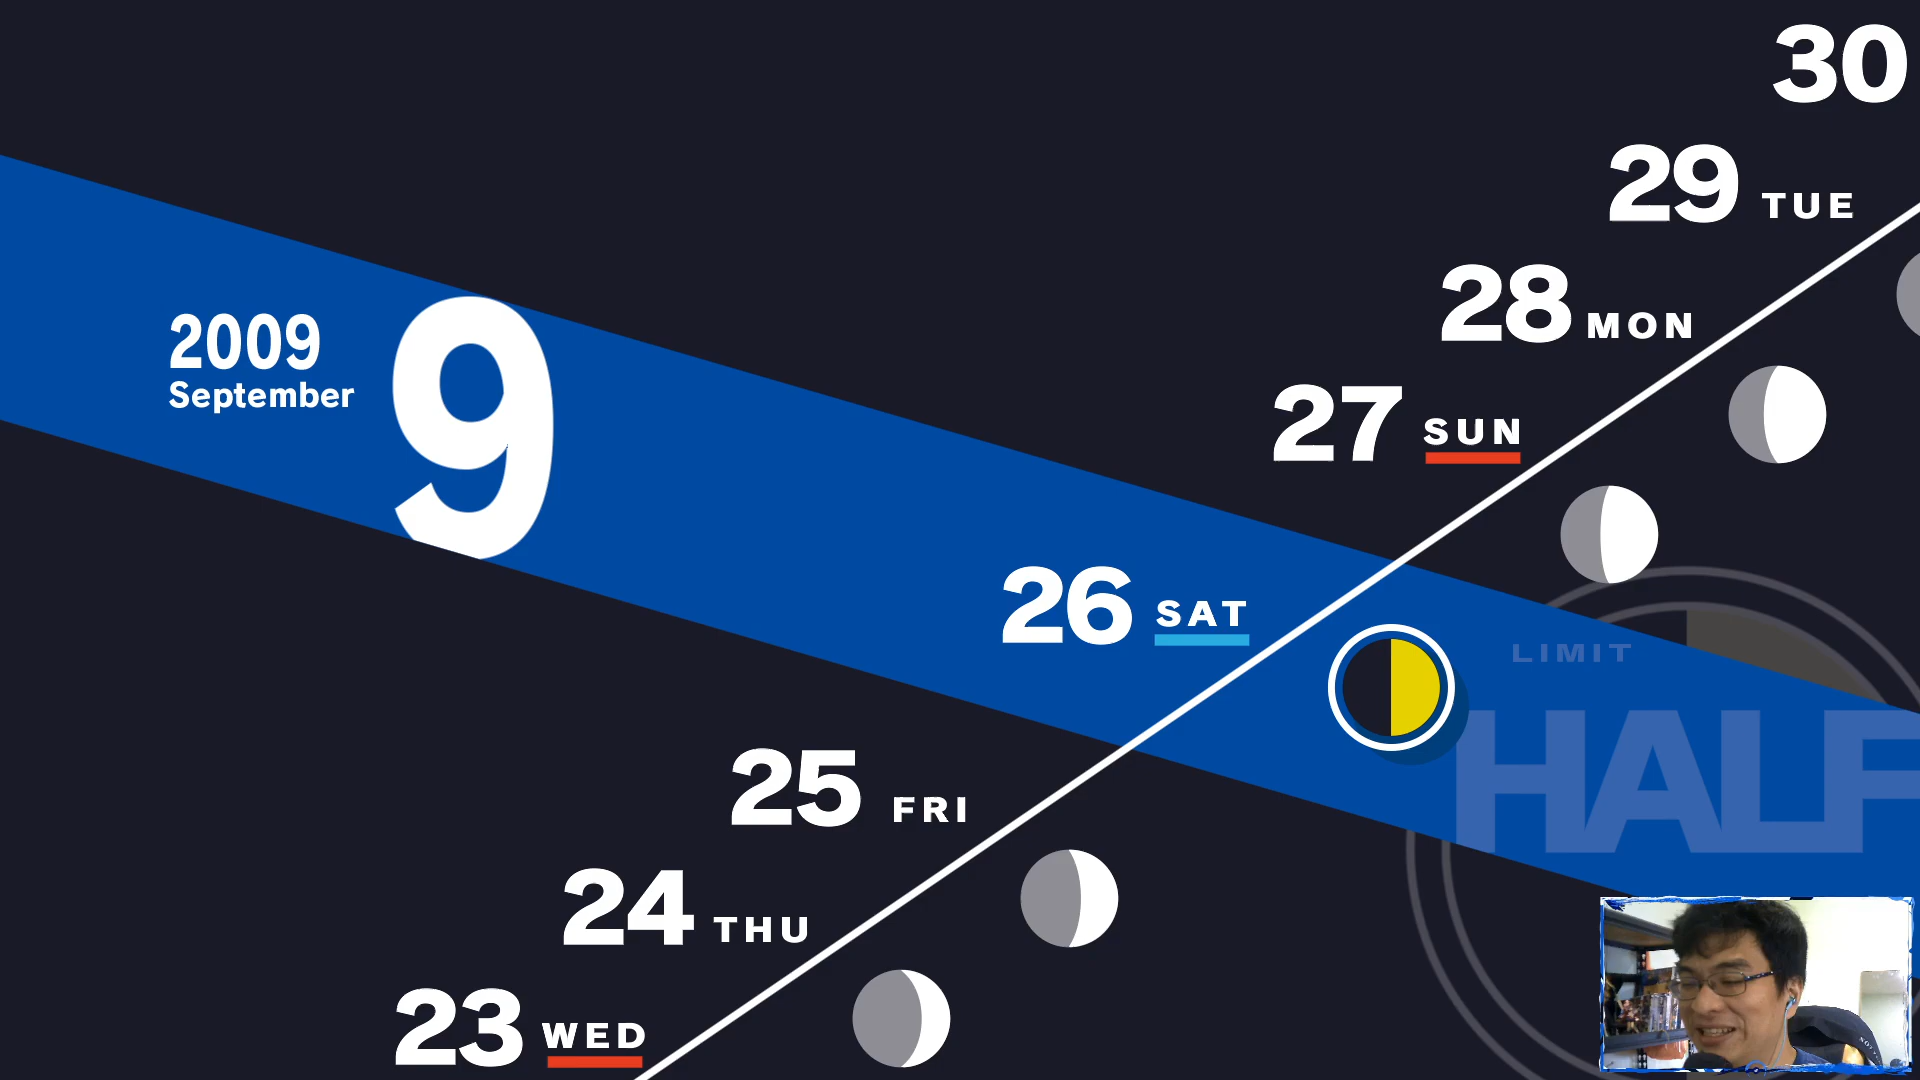 30
29 TUE
28 MON
27 SUN
2009
September
9
26 SAT
LIMIT
HALF
25 FRI
24 THU
23 WED